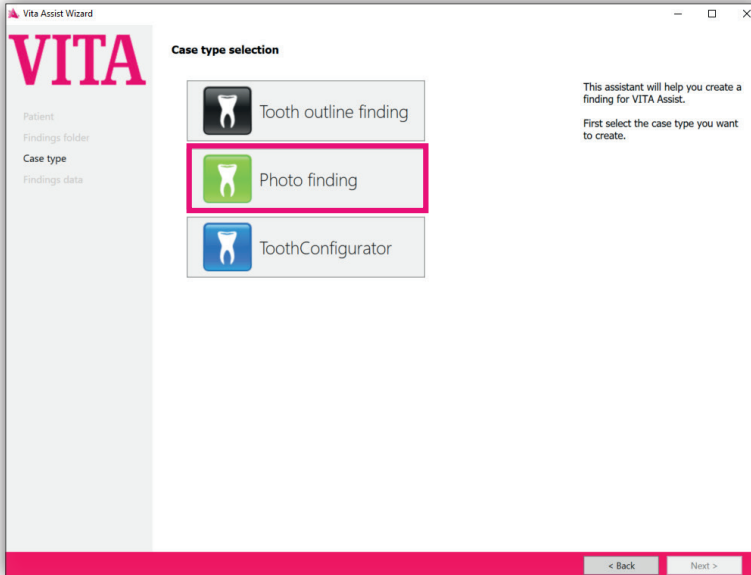 Vita Assist Wizard
VITA
Patient
Findings folder
Case type
Findings data
Case type selection
Tooth outline finding
Photo finding
ToothConfigurator
This assistant will help you create a
finding for VITA Assist.
First select the case type you want
to create.
< Back
Next >